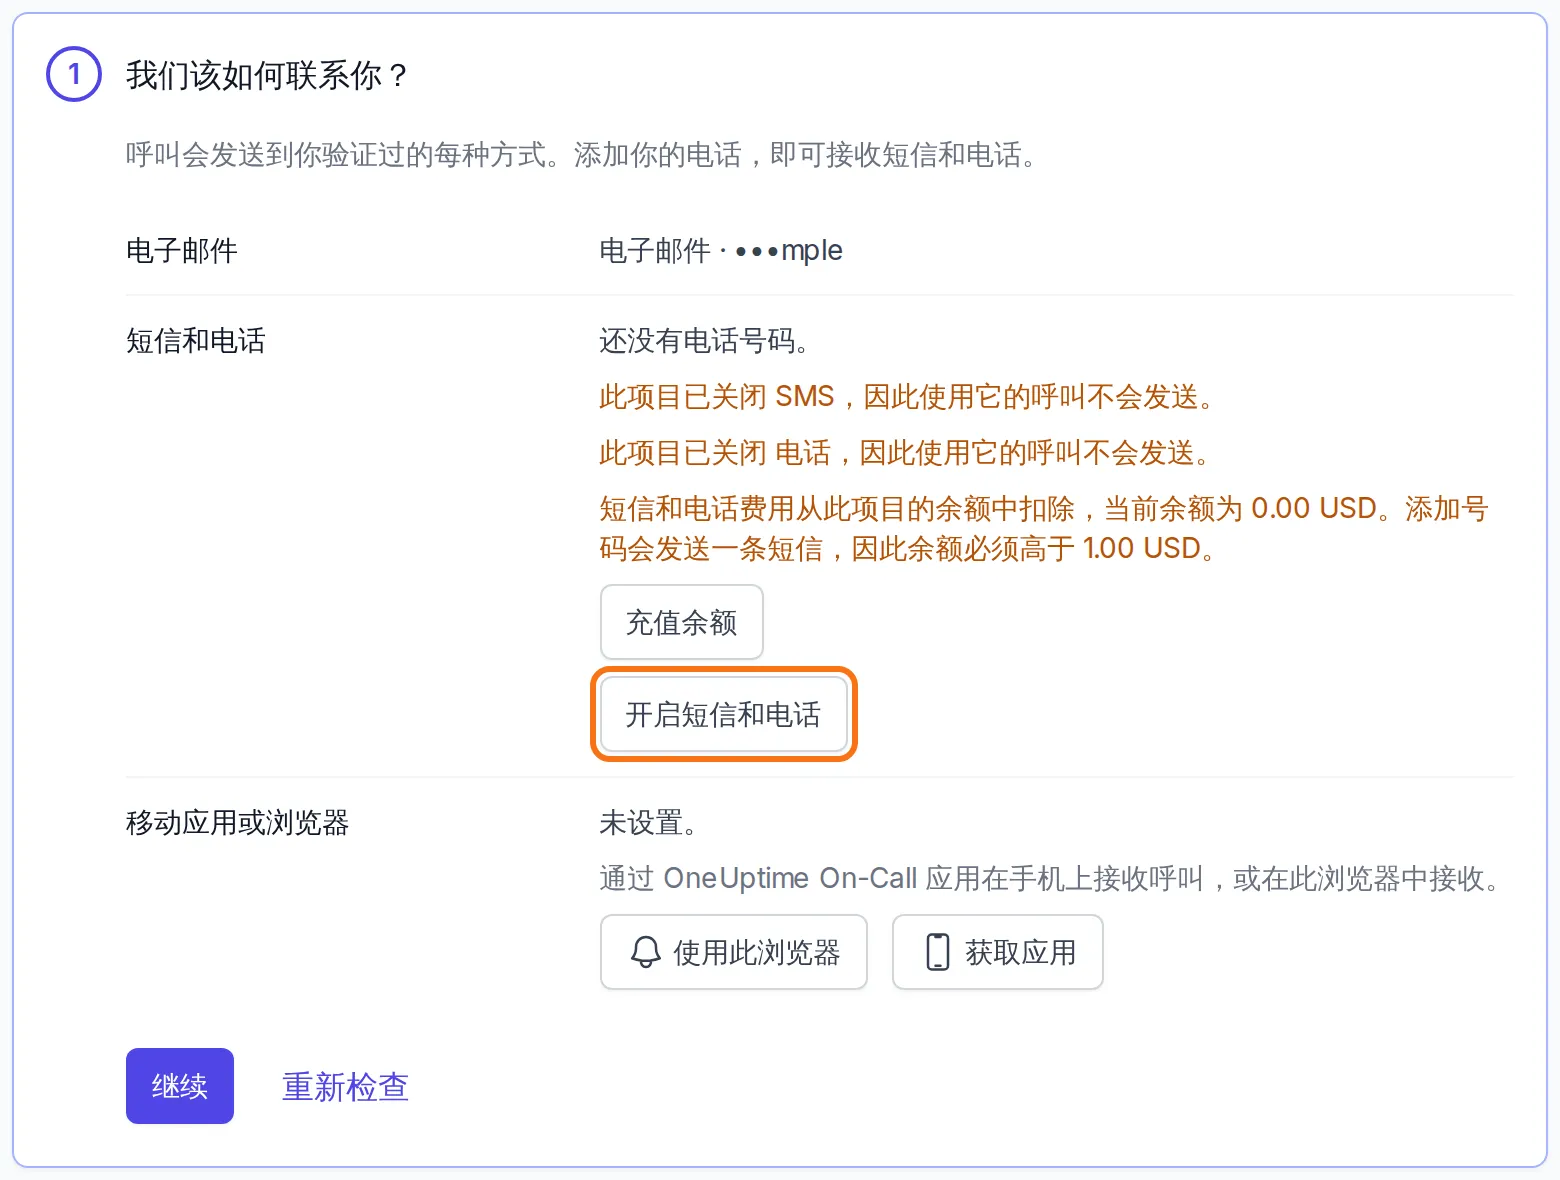 1
我们该如何联系你？
呼叫会发送到你验证过的每种方式。添加你的电话，即可接收短信和电话。
电子邮件
电子邮件 · •••mple
短信和电话
还没有电话号码。
此项目已关闭 SMS，因此使用它的呼叫不会发送。
此项目已关闭 电话，因此使用它的呼叫不会发送。
短信和电话费用从此项目的余额中扣除，当前余额为 0.00 USD。添加号
码会发送一条短信，因此余额必须高于 1.00 USD。
充值余额
开启短信和电话
移动应用或浏览器
未设置。
通过 OneUptime On-Call 应用在手机上接收呼叫，或在此浏览器中接收。
使用此浏览器
获取应用
继续
重新检查